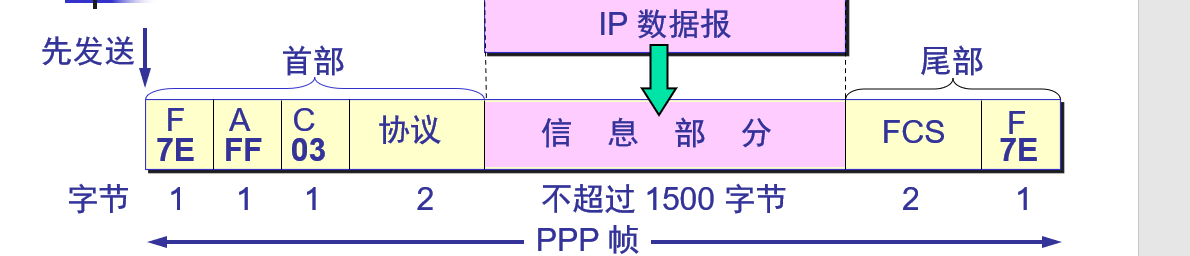 IP 数据报
先发送
首部
尾部
F A C 协议 信 息 部 分 FCS F
7E FF 03 7E
字节 1 1 1 2 不超过 1500 字节 2 1
PPP 帧